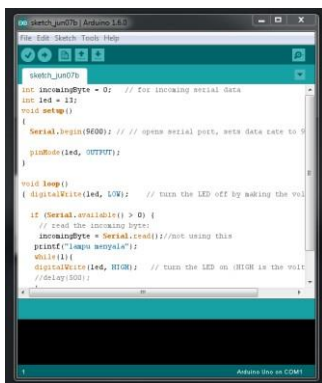 sketch_jun07b | Arduino 1.6.0
File Edit Sketch Tools Help
sketch_jun07b
int incomingByte = 0;   // for incoming serial data
int led = 13;
void setup()
{
  Serial.begin(9600); // // opens serial port, sets data rate to 9
  pinMode(led, OUTPUT);
}
void loop()
{ digitalWrite(led, LOW);    // turn the LED off by making the vol
  if (Serial.available() > 0) {
    // read the incoming byte:
    incomingByte = Serial.read();//not using this
   printf("lampu menyala");
   while(1){
   digitalWrite(led, HIGH);   // turn the LED on (HIGH is the volt
   //delay(500);
1
Arduino Uno on COM1